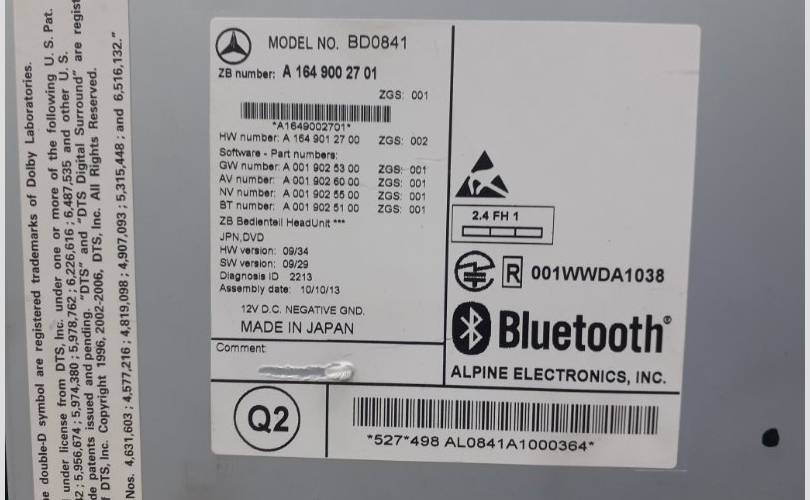 MODEL NO. BD0841
ZB number: A 164 900 27 01
ZGS: 001
*A1649002701*
HW number: A 164 901 27 00 ZGS: 002
Software - Part numbers:
GW number: A 001 902 53 00 ZGS: 001
AV number: A 001 902 60 00 ZGS: 001
NV number: A 001 902 55 00 ZGS: 001
BT number: A 001 902 51 00 ZGS: 001
ZB Bedienteil HeadUnit ***
JPN,DVD
HW version: 09/34
SW version: 09/29
Diagnosis ID 2213
Assembly date: 10/10/13
12V D.C. NEGATIVE GND.
MADE IN JAPAN
Comment:
2.4 FH 1
R 001WWDA1038
Bluetooth®
ALPINE ELECTRONICS, INC.
Q2
*527*498 AL0841A1000364*
e double-D symbol are registered trademarks of Dolby Laboratories.
under license from DTS, Inc. under one or more of the following U. S. Pat.
42 ; 5,956,674 ; 5,974,380 ; 5,978,762 ; 6,226,616 ; 6,487,535 and other U. S.
de patents issued and pending. "DTS" and "DTS Digital Surround" are regist
f DTS, Inc. Copyright 1996, 2002-2006, DTS, Inc. All Rights Reserved.
Nos. 4,631,603 ; 4,577,216 ; 4,819,098 ; 4,907,093 ; 5,315,448 ; and 6,516,132."